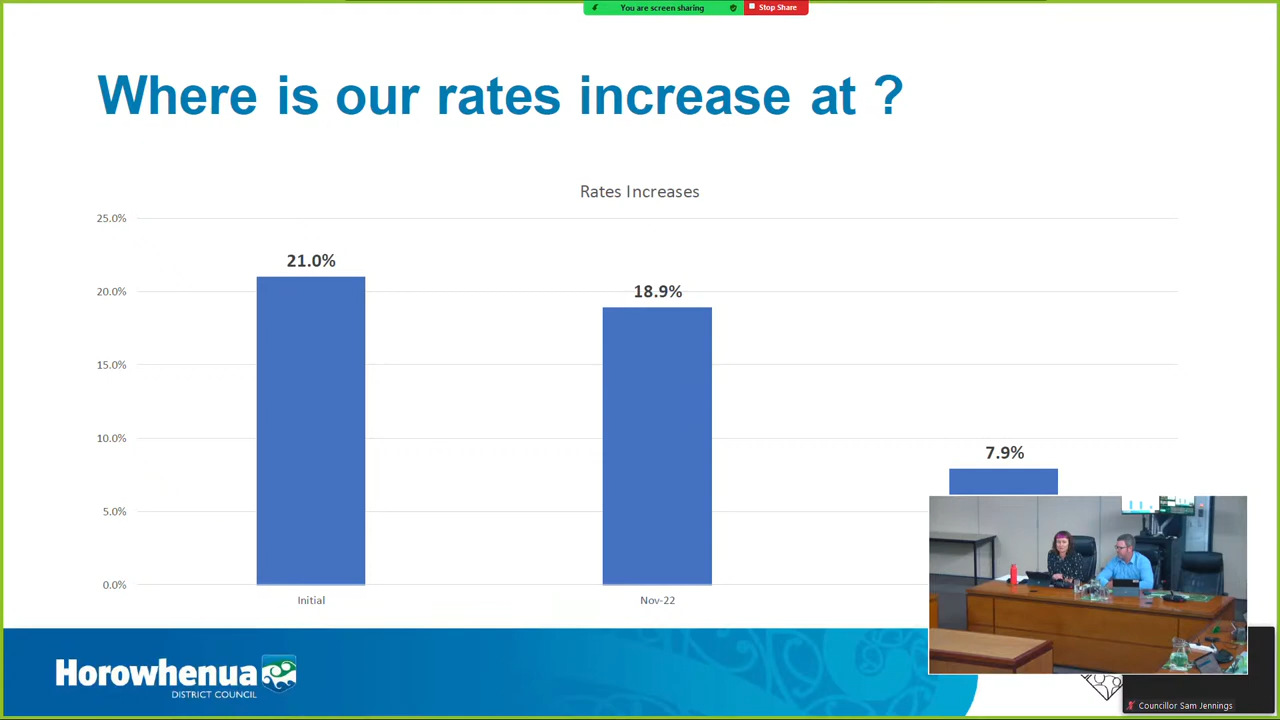 You are screen sharing
Stop Share
Where is our rates increase at ?
Rates Increases
25.0%
20.0%
15.0%
10.0%
5.0%
0.0%
21.0%
18.9%
7.9%
Initial
Nov-22
Horowhenua
DISTRICT COUNCIL
Councillor Sam Jennings